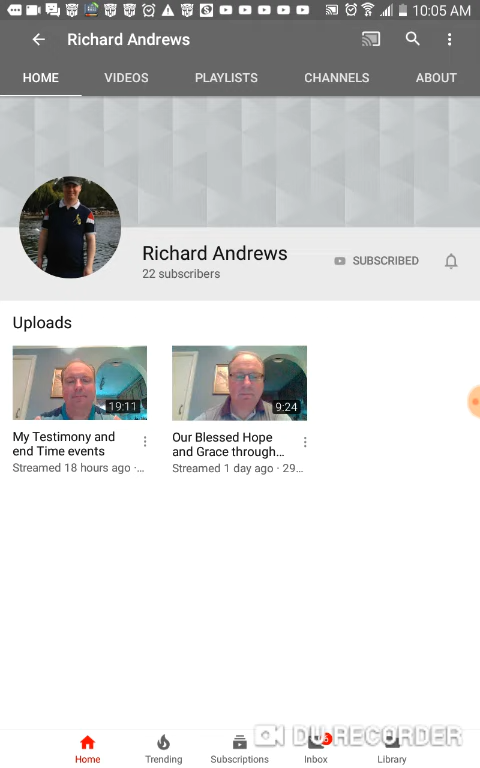 10:05 AM
Richard Andrews
HOME VIDEOS PLAYLISTS CHANNELS ABOUT
Richard Andrews
22 subscribers
SUBSCRIBED
Uploads
19:11
9:24
My Testimony and
end Time events
Streamed 18 hours ago ·...
Our Blessed Hope
and Grace through...
Streamed 1 day ago · 29...
DU RECORDER
Home Trending Subscriptions Inbox Library